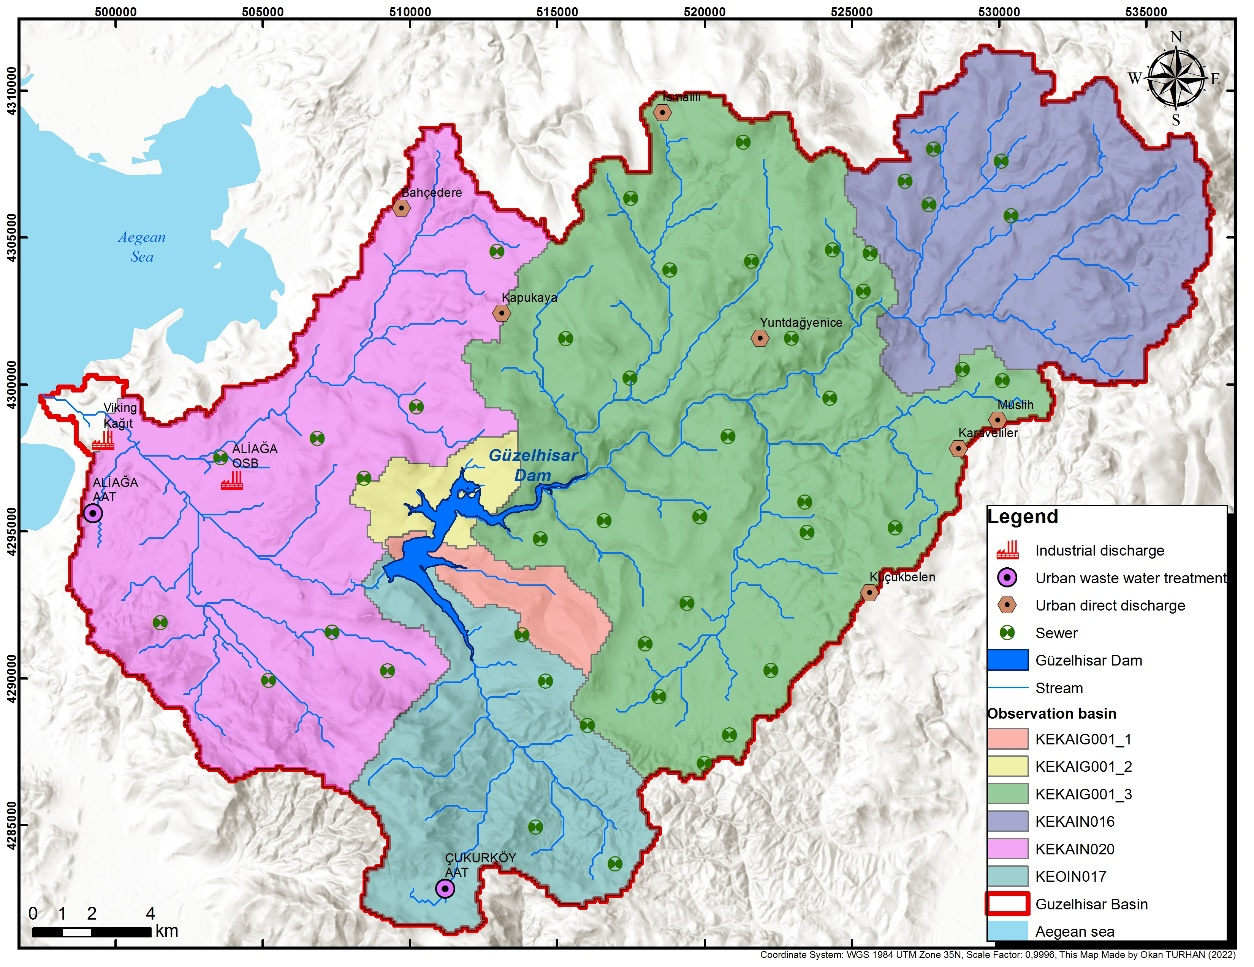 500000 505000 510000 515000 520000 525000 530000 535000
4310000
4305000
4300000
4295000
4290000
4285000
N
W E
S
Aegean
Sea
İsmailli
Bahçedere
Kapukaya
Yuntdağyenice
Viking
Kağıt
ALİAĞA
OSB
ALİAĞA
AAT
Güzelhisar
Dam
Müslih
Karaveliler
Küçükbelen
ÇUKURKÖY
AAT
Legend
Industrial discharge
Urban waste water treatment
Urban direct discharge
Sewer
Güzelhisar Dam
Stream
Observation basin
KEKAIG001_1
KEKAIG001_2
KEKAIG001_3
KEKAIN016
KEKAIN020
KEOIN017
Guzelhisar Basin
Aegean sea
0 1 2 4
km
Coordinate System: WGS 1984 UTM Zone 35N, Scale Factor: 0,9996, This Map Made by Okan TURHAN (2022)